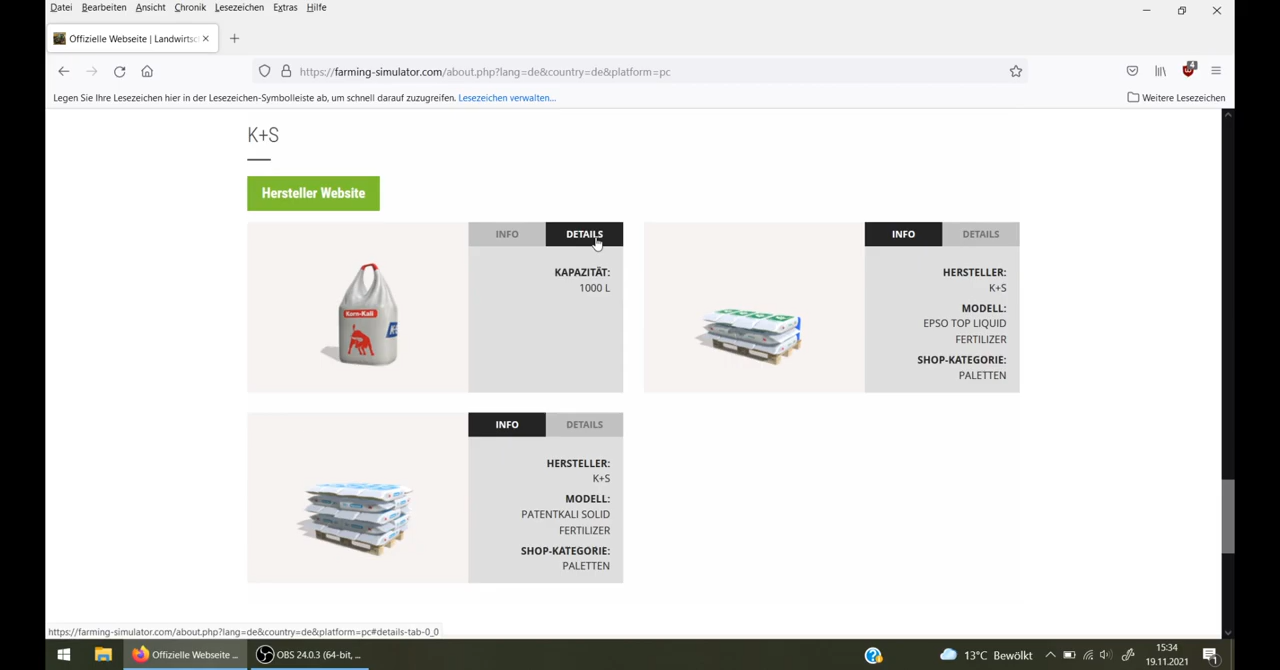 Datei Bearbeiten Ansicht Chronik Lesezeichen Extras Hilfe
Offizielle Webseite | Landwirtsc
https://farming-simulator.com/about.php?lang=de&country=de&platform=pc
4
Legen Sie Ihre Lesezeichen hier in der Lesezeichen-Symbolleiste ab, um schnell darauf zuzugreifen. Lesezeichen verwalten...
Weitere Lesezeichen
K+S
Hersteller Website
INFO DETAILS
KAPAZITÄT:
1000 L
Korn-Kali
INFO DETAILS
HERSTELLER:
K+S
MODELL:
EPSO TOP LIQUID
FERTILIZER
SHOP-KATEGORIE:
PALETTEN
INFO DETAILS
HERSTELLER:
K+S
MODELL:
PATENTKALI SOLID
FERTILIZER
SHOP-KATEGORIE:
PALETTEN
https://farming-simulator.com/about.php?lang=de&country=de&platform=pc#details-tab-0_0
Offizielle Webseite ...
OBS 24.0.3 (64-bit, ...
13°C Bewölkt
15:34
19.11.2021
1